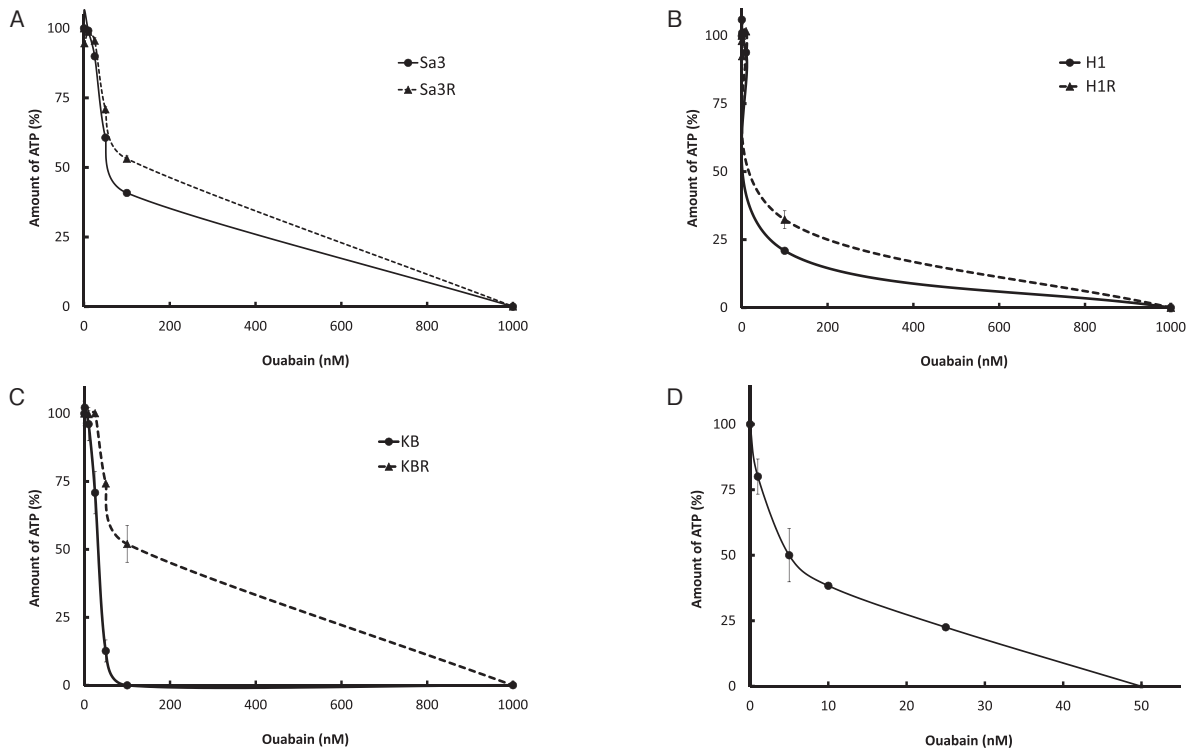 A
Amount of ATP (%)
100
75
50
25
0
0 200 400 600 800 1000
Ouabain (nM)
Sa3
Sa3R
B
Amount of ATP (%)
100
75
50
25
0
0 200 400 600 800 1000
Ouabain (nM)
H1
H1R
C
Amount of ATP (%)
100
75
50
25
0
0 200 400 600 800 1000
Ouabain (nM)
KB
KBR
D
Amount of ATP (%)
100
75
50
25
0
0 10 20 30 40 50
Ouabain (nM)